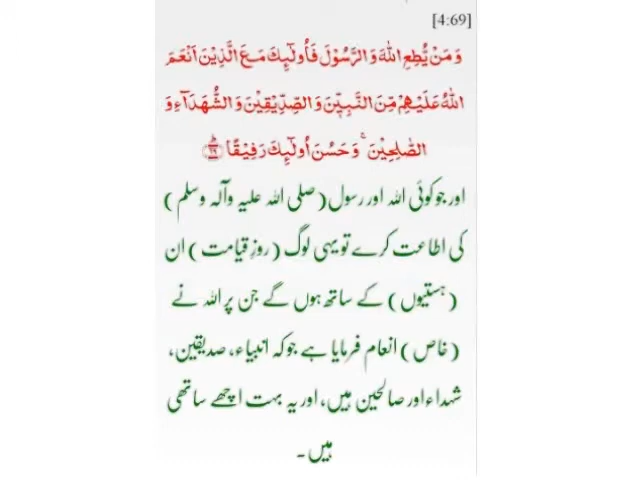 [4:69]
وَمَنْ يُّطِعِ اللّٰهَ وَالرَّسُوْلَ فَاُولٰٓئِكَ مَعَ الَّذِيْنَ اَنْعَمَ
اللّٰهُ عَلَيْهِمْ مِّنَ النَّبِيّٖنَ وَالصِّدِّيْقِيْنَ وَالشُّهَدَآءِ وَ
الصّٰلِحِيْنَ ۚ وَحَسُنَ اُولٰٓئِكَ رَفِيْقًا ؕ۶۹
اور جو کوئی اللہ اور رسول (صلی اللہ علیہ وآلہ وسلم)
کی اطاعت کرے تو یہی لوگ (روزِ قیامت) ان
(ہستیوں) کے ساتھ ہوں گے جن پر اللہ نے
(خاص) انعام فرمایا ہے جو کہ انبیاء، صدیقین،
شہداء اور صالحین ہیں، اور یہ بہت اچھے ساتھی
ہیں۔